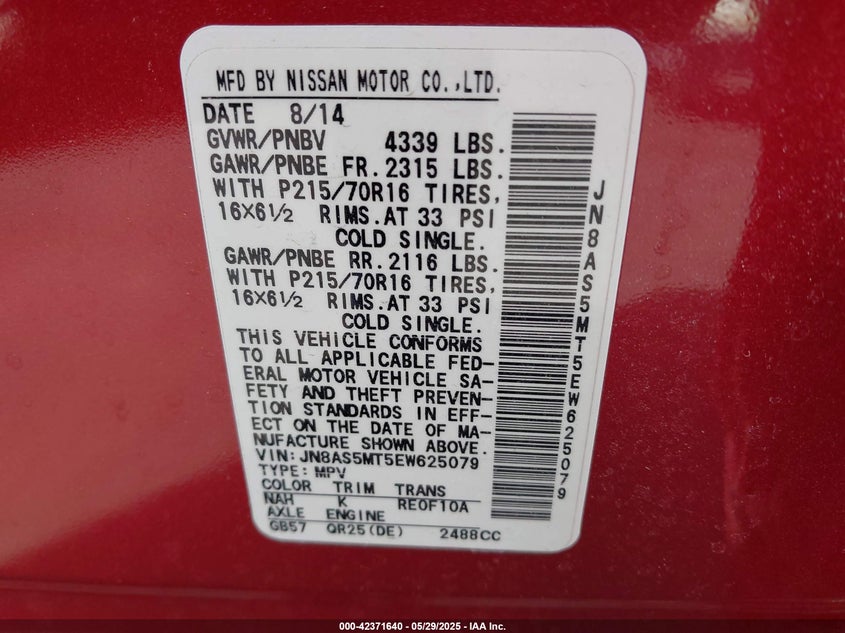 MFD BY NISSAN MOTOR CO.,LTD.
DATE 8/14
GVWR/PNBV 4339 LBS.
GAWR/PNBE FR. 2315 LBS.
WITH P215/70R16 TIRES,
16X6½ RIMS. AT 33 PSI
COLD SINGLE.
GAWR/PNBE RR. 2116 LBS.
WITH P215/70R16 TIRES,
16X6½ RIMS. AT 33 PSI
COLD SINGLE.
THIS VEHICLE CONFORMS
TO ALL APPLICABLE FED-
ERAL MOTOR VEHICLE SA-
FETY AND THEFT PREVEN-
TION STANDARDS IN EFF-
ECT ON THE DATE OF MA-
NUFACTURE SHOWN ABOVE.
VIN: JN8AS5MT5EW625079
TYPE: MPV
COLOR TRIM TRANS
NAH K RE0F10A
AXLE ENGINE
GB57 QR25(DE) 2488CC
JN8AS5MT5EW625079
000-42371640 • 05/29/2025 • IAA Inc.